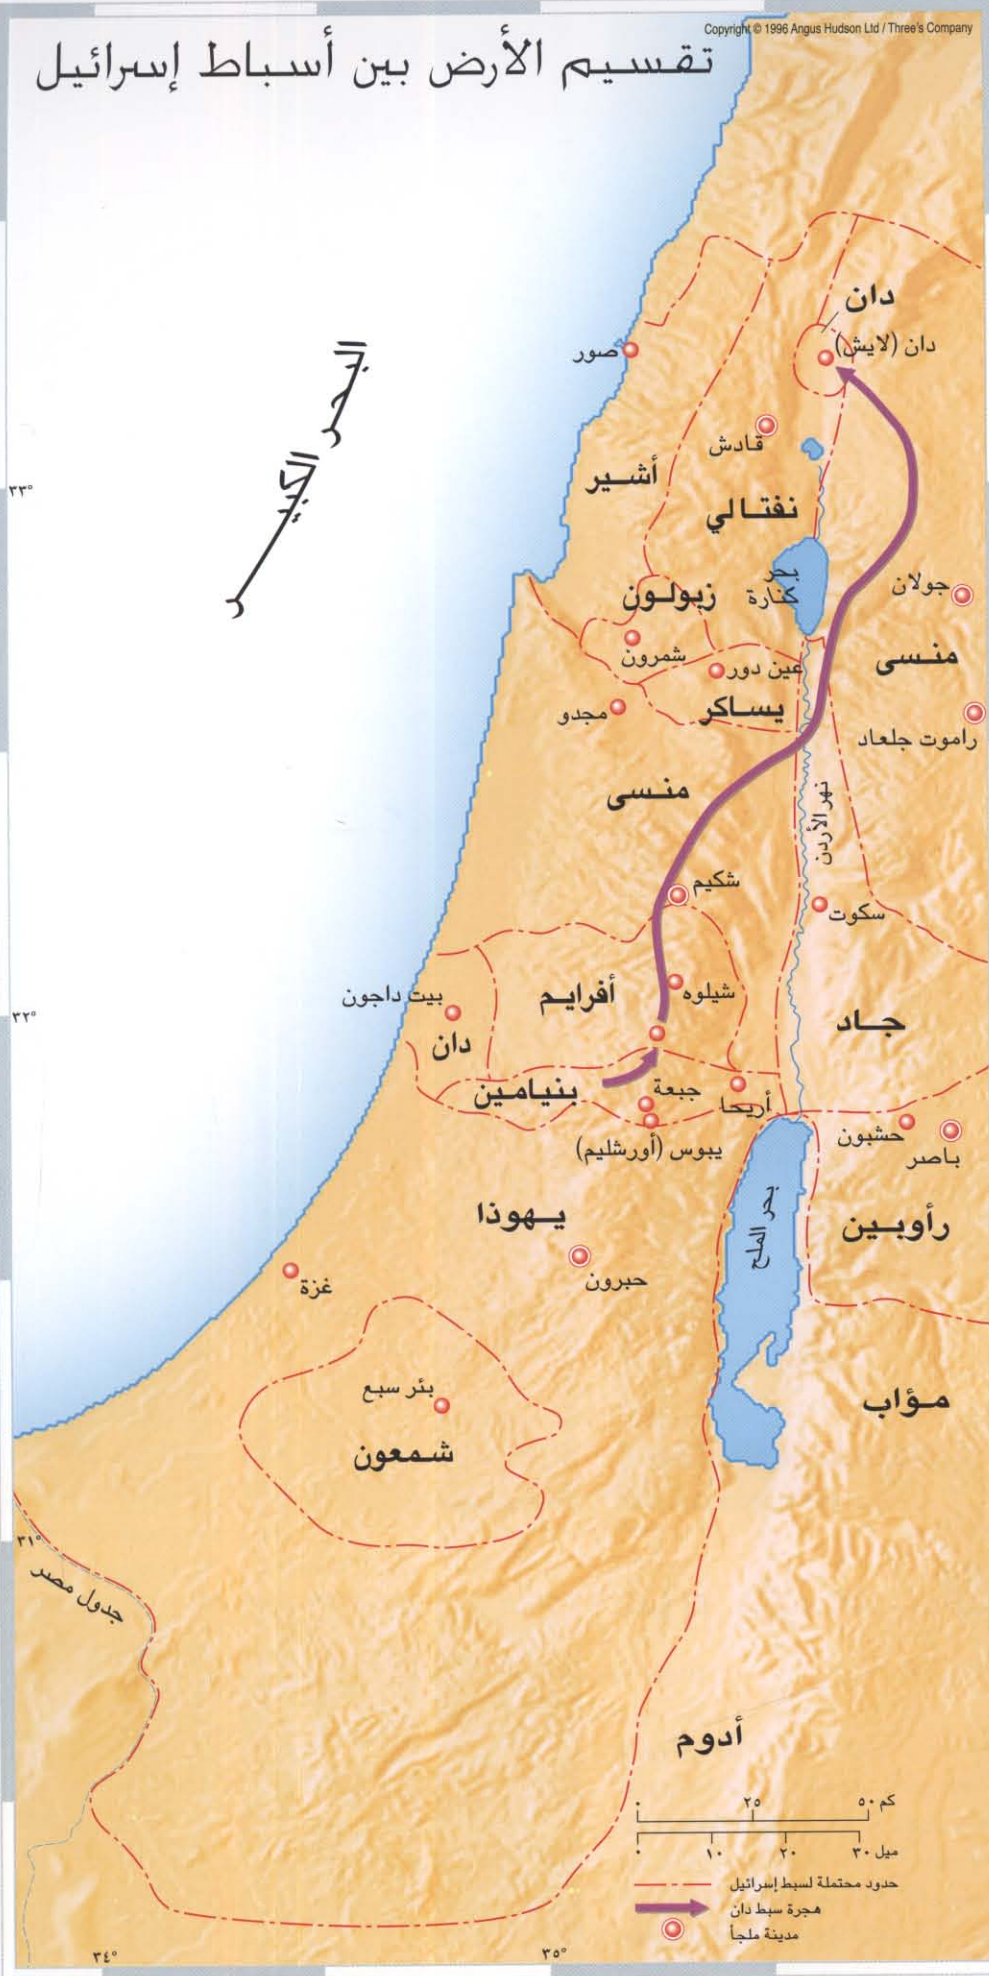 Copyright © 1996 Angus Hudson Ltd / Three's Company
تقسيم الأرض بين أسباط إسرائيل
دان
دان (لايش)
صور
البحر الكبير
قادش
أشير
٣٣°
نفتالي
بحر
كنارة
جولان
زبولون
شمرون
منسى
عين دور
يساكر
مجدو
راموت جلعاد
منسى
نهر الأردن
شكيم
سكوت
أفرايم
شيلوه
بيت داجون
٣٢°
جاد
دان
بنيامين
جبعة
أريحا
حشبون
باصر
يبوس (أورشليم)
بحر الملح
يهوذا
رأوبين
حبرون
غزة
بئر سبع
مؤاب
شمعون
٣١°
جدول مصر
أدوم
٠ ٢٥ ٥٠ كم
٠ ١٠ ٢٠ ٣٠ ميل
حدود محتملة لسبط إسرائيل
هجرة سبط دان
مدينة ملجأ
٣٤°
٣٥°